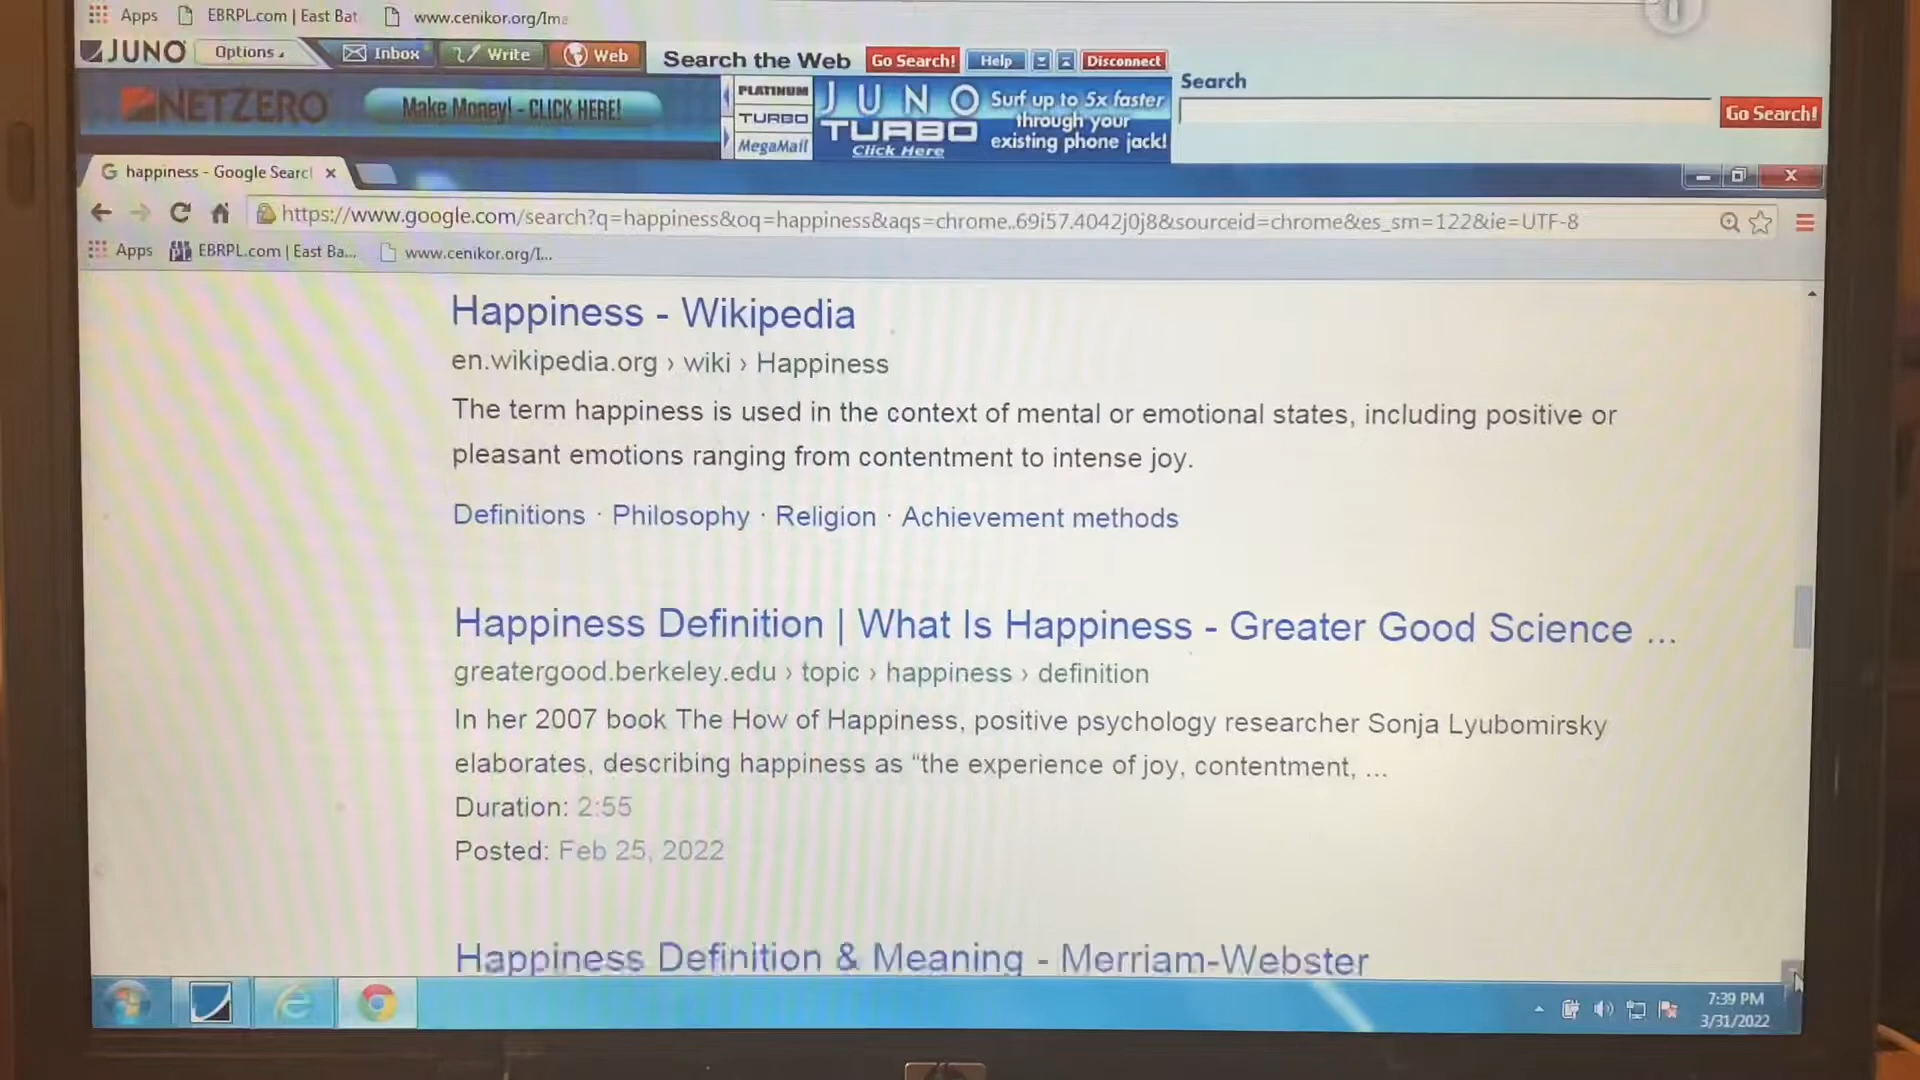 Apps EBRPL.com | East Bat www.cenikor.org/Ima
JUNO Options Inbox Write Web Search the Web Go Search! Help Disconnect
Search
NETZERO Make Money! - CLICK HERE!
PLATINUM
TURBO
MegaMail
JUNO
TURBO
Click Here
Surf up to 5x faster
through your
existing phone jack!
Go Search!
happiness - Google Searcl
https://www.google.com/search?q=happiness&oq=happiness&aqs=chrome..69i57.4042j0j8&sourceid=chrome&es_sm=122&ie=UTF-8
Apps EBRPL.com | East Ba... www.cenikor.org/I...
Happiness - Wikipedia
en.wikipedia.org › wiki › Happiness
The term happiness is used in the context of mental or emotional states, including positive or
pleasant emotions ranging from contentment to intense joy.
Definitions · Philosophy · Religion · Achievement methods
Happiness Definition | What Is Happiness - Greater Good Science ...
greatergood.berkeley.edu › topic › happiness › definition
In her 2007 book The How of Happiness, positive psychology researcher Sonja Lyubomirsky
elaborates, describing happiness as “the experience of joy, contentment, ...
Duration: 2:55
Posted: Feb 25, 2022
Happiness Definition & Meaning - Merriam-Webster
7:39 PM
3/31/2022